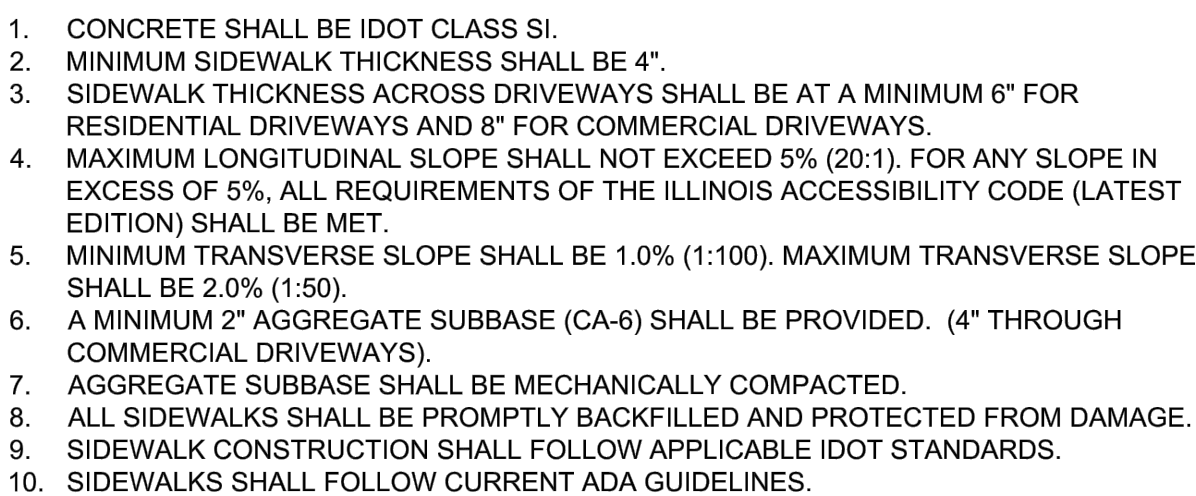 1. CONCRETE SHALL BE IDOT CLASS SI.
2. MINIMUM SIDEWALK THICKNESS SHALL BE 4".
3. SIDEWALK THICKNESS ACROSS DRIVEWAYS SHALL BE AT A MINIMUM 6" FOR
RESIDENTIAL DRIVEWAYS AND 8" FOR COMMERCIAL DRIVEWAYS.
4. MAXIMUM LONGITUDINAL SLOPE SHALL NOT EXCEED 5% (20:1). FOR ANY SLOPE IN
EXCESS OF 5%, ALL REQUIREMENTS OF THE ILLINOIS ACCESSIBILITY CODE (LATEST
EDITION) SHALL BE MET.
5. MINIMUM TRANSVERSE SLOPE SHALL BE 1.0% (1:100). MAXIMUM TRANSVERSE SLOPE
SHALL BE 2.0% (1:50).
6. A MINIMUM 2" AGGREGATE SUBBASE (CA-6) SHALL BE PROVIDED. (4" THROUGH
COMMERCIAL DRIVEWAYS).
7. AGGREGATE SUBBASE SHALL BE MECHANICALLY COMPACTED.
8. ALL SIDEWALKS SHALL BE PROMPTLY BACKFILLED AND PROTECTED FROM DAMAGE.
9. SIDEWALK CONSTRUCTION SHALL FOLLOW APPLICABLE IDOT STANDARDS.
10. SIDEWALKS SHALL FOLLOW CURRENT ADA GUIDELINES.